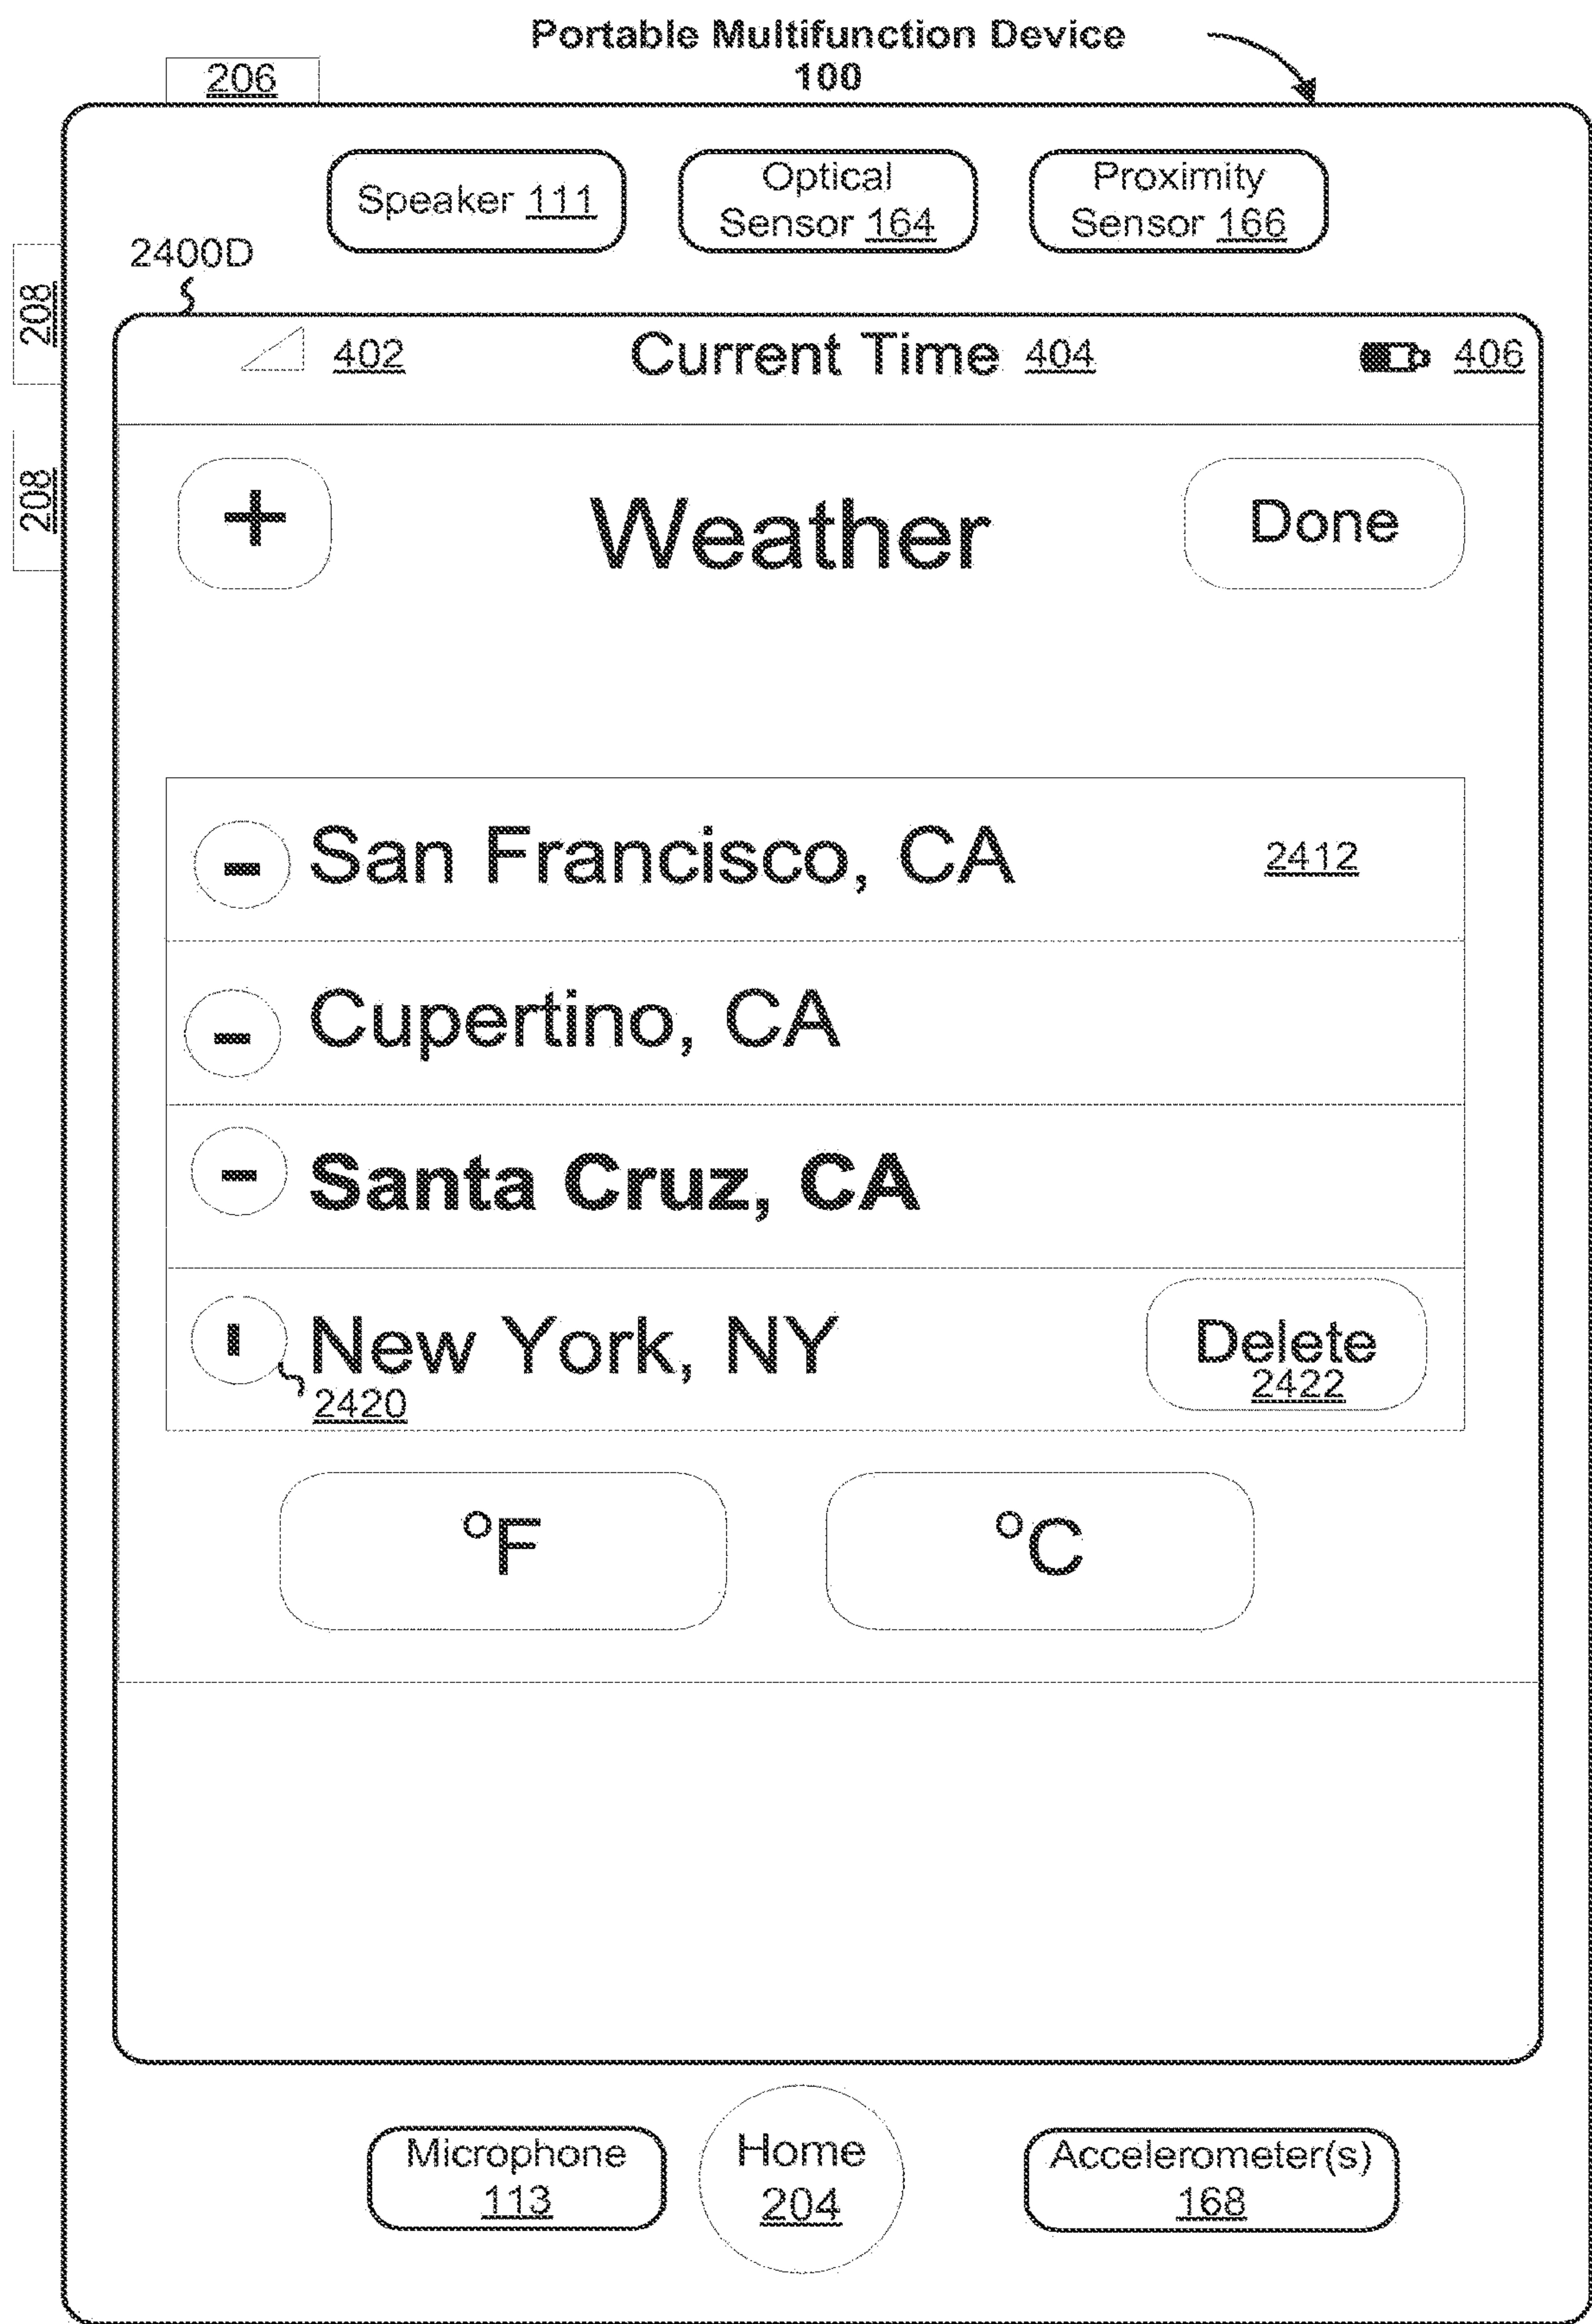 Portable Multifunction Device
100
206
Speaker 111
Optical
Sensor 164
Proximity
Sensor 166
2400D
208
402
Current Time 404
406
208
+
Weather
Done
- San Francisco, CA
2412
- Cupertino, CA
- Santa Cruz, CA
New York, NY
2420
Delete
2422
°F
°C
Microphone
113
Home
204
Accelerometer(s)
168